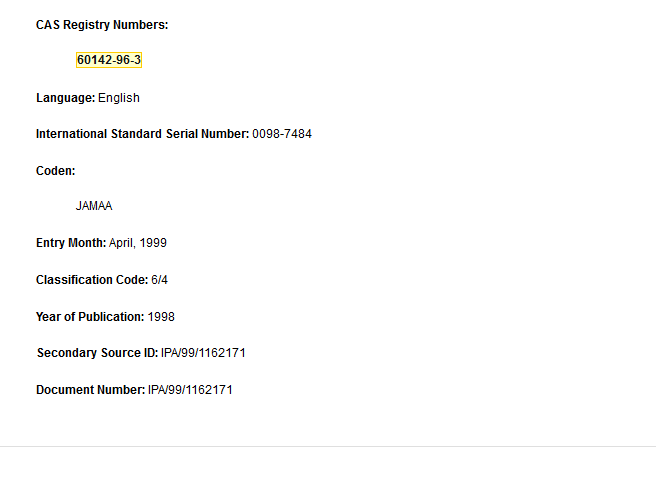 CAS Registry Numbers:
60142-96-3
Language: English
International Standard Serial Number: 0098-7484
Coden:
JAMAA
Entry Month: April, 1999
Classification Code: 6/4
Year of Publication: 1998
Secondary Source ID: IPA/99/1162171
Document Number: IPA/99/1162171